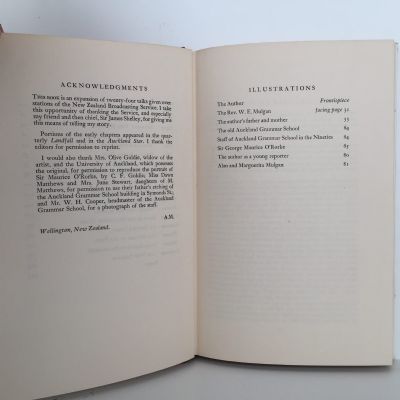 ACKNOWLEDGMENTS
This book is an expansion of twenty-four talks given over
stations of the New Zealand Broadcasting Service. I take
this opportunity of thanking the Service, and especially
my friend and then chief, Sir James Shelley, for giving me
this means of telling my story.
Portions of the early chapters appeared in the quar-
terly Landfall and in the Auckland Star. I thank the
editors for permission to reprint.
I would also thank Mrs. Olive Goldie, widow of the
artist, and the University of Auckland, which possesses
the original, for permission to reproduce the portrait of
Sir Maurice O'Rorke, by C. F. Goldie, Miss Dawn
Matthews and Mrs. June Stewart, daughters of M.
Matthews, for permission to use their father's etching of
the Auckland Grammar School building in Symonds St.;
and Mr. W. H. Cooper, headmaster of the Auckland
Grammar School, for a photograph of the staff.
A.M.
Wellington, New Zealand.
ILLUSTRATIONS
The Author Frontispiece
The Rev. W. E. Mulgan facing page 32
The author's father and mother 33
The old Auckland Grammar School 64
Staff of Auckland Grammar School in the Nineties 64
Sir George Maurice O'Rorke 65
The author as a young reporter 80
Alan and Marguerita Mulgan 81